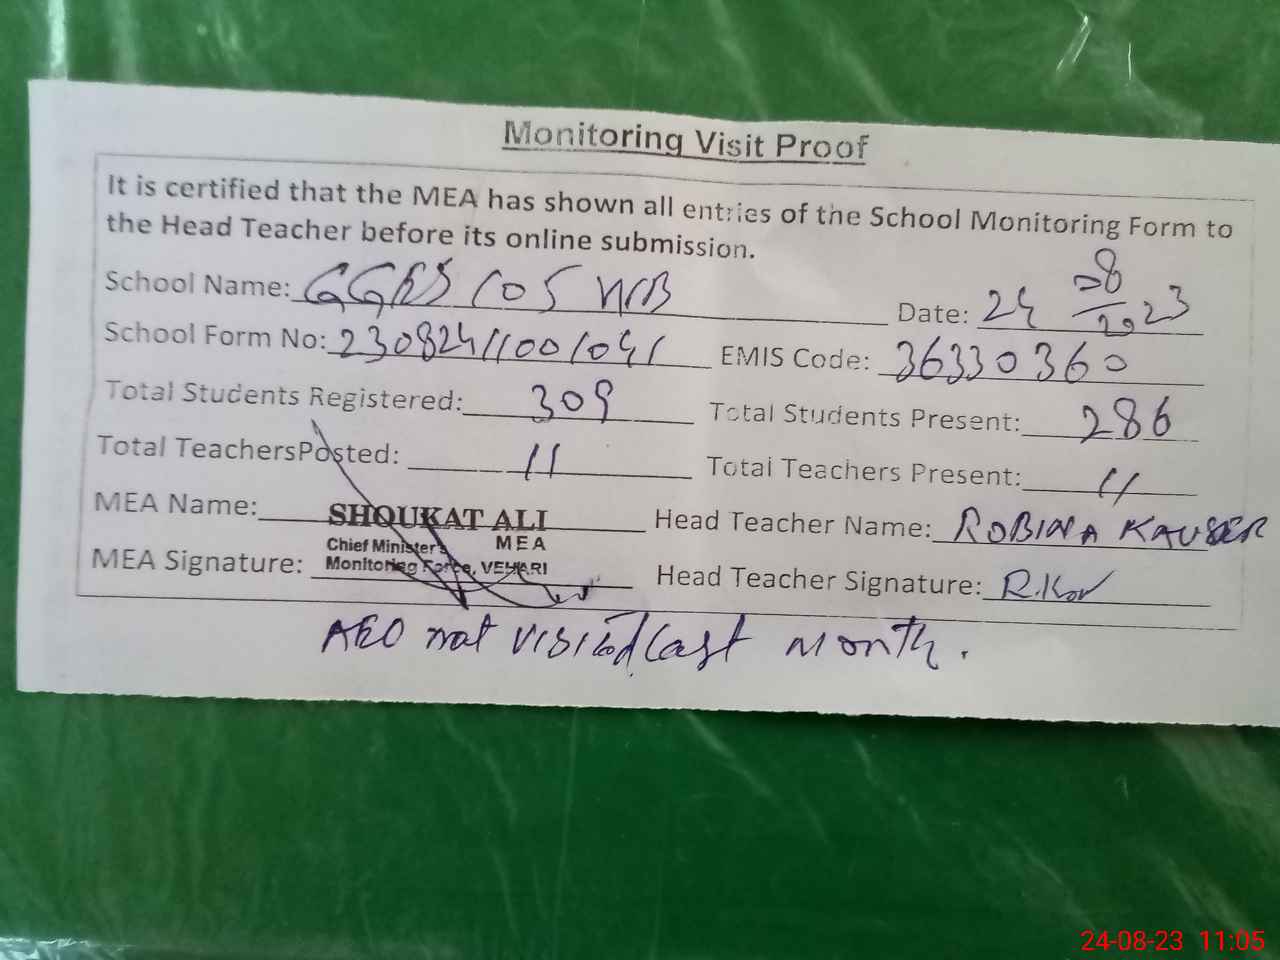 Monitoring Visit Proof
It is certified that the MEA has shown all entries of the School Monitoring Form to
the Head Teacher before its online submission.
School Name: GGES 105 WB Date: 24 08/2023
School Form No: 23082411001041 EMIS Code: 36330360
Total Students Registered: 309 Total Students Present: 286
Total TeachersPosted: 11 Total Teachers Present: 11
MEA Name: SHOUKAT ALI Head Teacher Name: ROBINA KAUSER
Chief Minister's MEA
Monitoring Force, VEHARI
MEA Signature: Head Teacher Signature: R.Kou
AEO not visited last month.
24-08-23 11:05